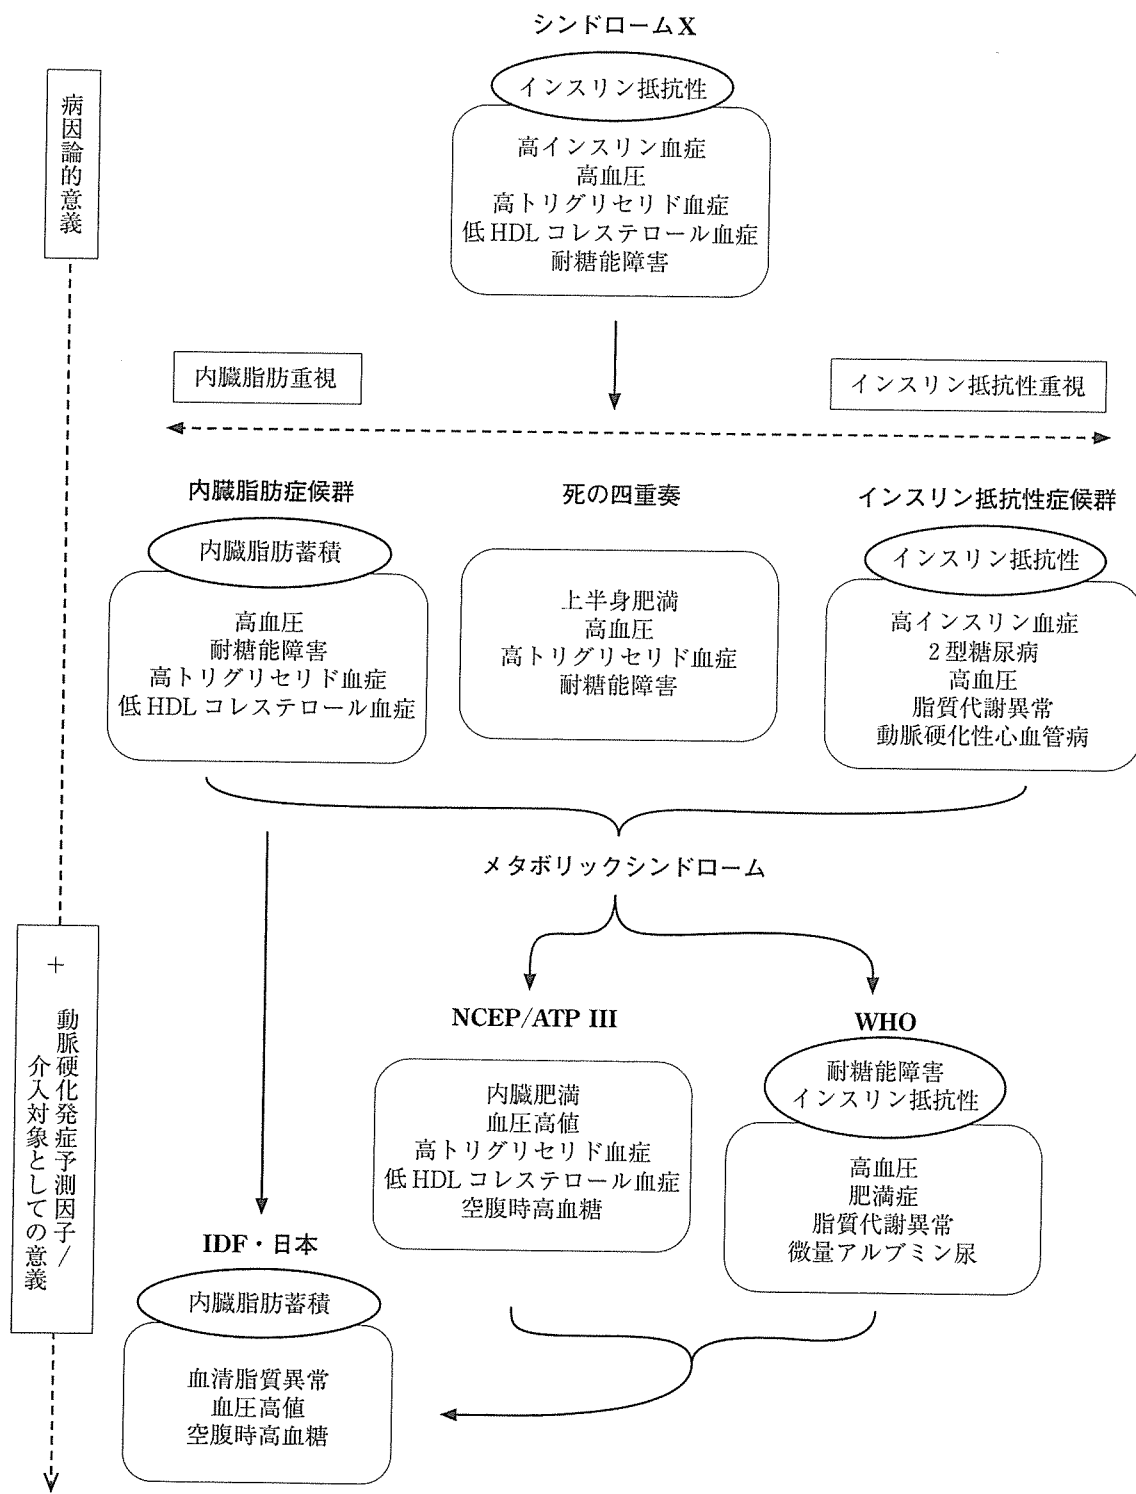 シンドロームX
インスリン抵抗性
高インスリン血症
高血圧
高トリグリセリド血症
低HDLコレステロール血症
耐糖能障害
病因論的意義
内臓脂肪重視
インスリン抵抗性重視
内臓脂肪症候群
内臓脂肪蓄積
高血圧
耐糖能障害
高トリグリセリド血症
低HDLコレステロール血症
死の四重奏
上半身肥満
高血圧
高トリグリセリド血症
耐糖能障害
インスリン抵抗性症候群
インスリン抵抗性
高インスリン血症
2型糖尿病
高血圧
脂質代謝異常
動脈硬化性心血管病
メタボリックシンドローム
+
動脈硬化発症予測因子/
介入対象としての意義
NCEP/ATP III
内臓肥満
血圧高値
高トリグリセリド血症
低HDLコレステロール血症
空腹時高血糖
WHO
耐糖能障害
インスリン抵抗性
高血圧
肥満症
脂質代謝異常
微量アルブミン尿
IDF・日本
内臓脂肪蓄積
血清脂質異常
血圧高値
空腹時高血糖